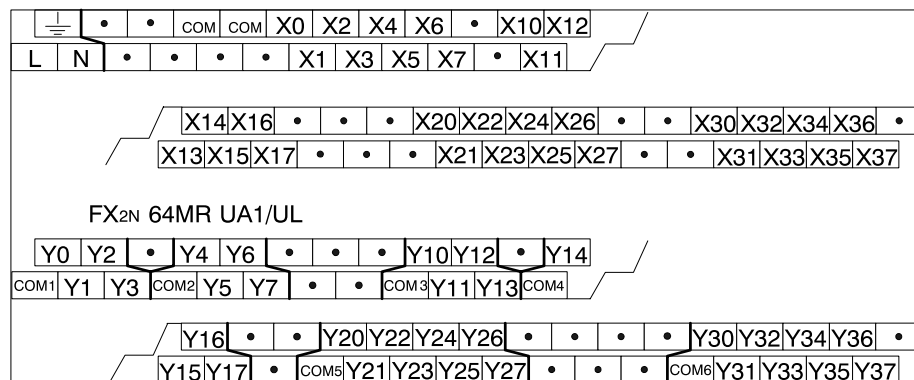 ⏚ • • COM COM X0 X2 X4 X6 • X10 X12
L N • • • • X1 X3 X5 X7 • X11
X14 X16 • • • X20 X22 X24 X26 • • X30 X32 X34 X36 •
X13 X15 X17 • • • X21 X23 X25 X27 • • X31 X33 X35 X37
FX2N 64MR UA1/UL
Y0 Y2 • Y4 Y6 • • • Y10 Y12 • Y14
COM1 Y1 Y3 COM2 Y5 Y7 • • COM3 Y11 Y13 COM4
Y16 • • Y20 Y22 Y24 Y26 • • • • Y30 Y32 Y34 Y36 •
Y15 Y17 • COM5 Y21 Y23 Y25 Y27 • • • COM6 Y31 Y33 Y35 Y37